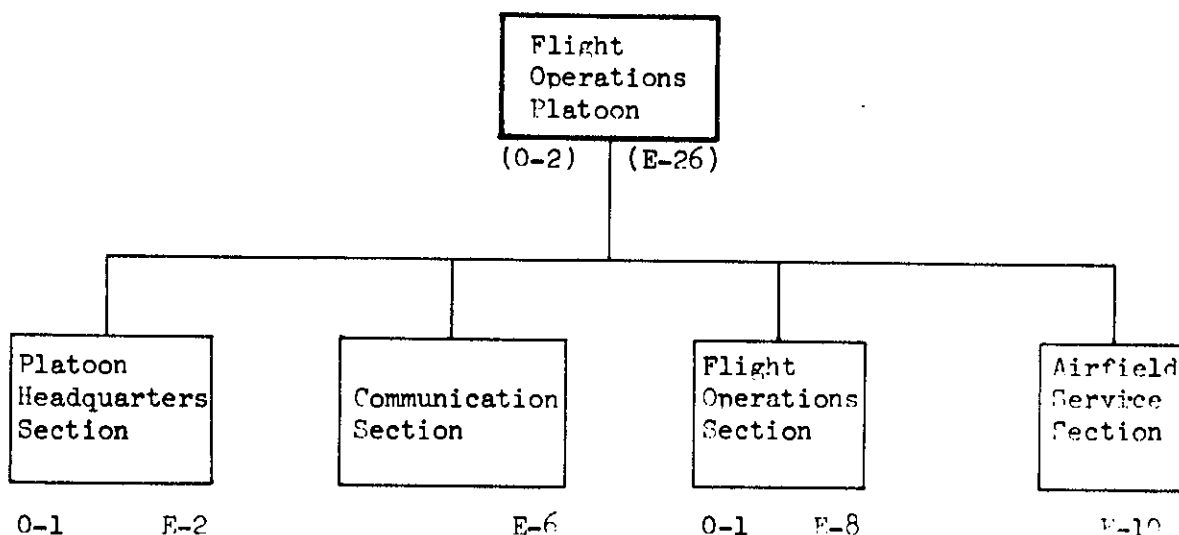 Flight
Operations
Platoon
(O-2) (E-26)
Platoon
Headquarters
Section
Communication
Section
Flight
Operations
Section
Airfield
Service
Section
O-1 E-2
E-6
O-1 E-8
E-10